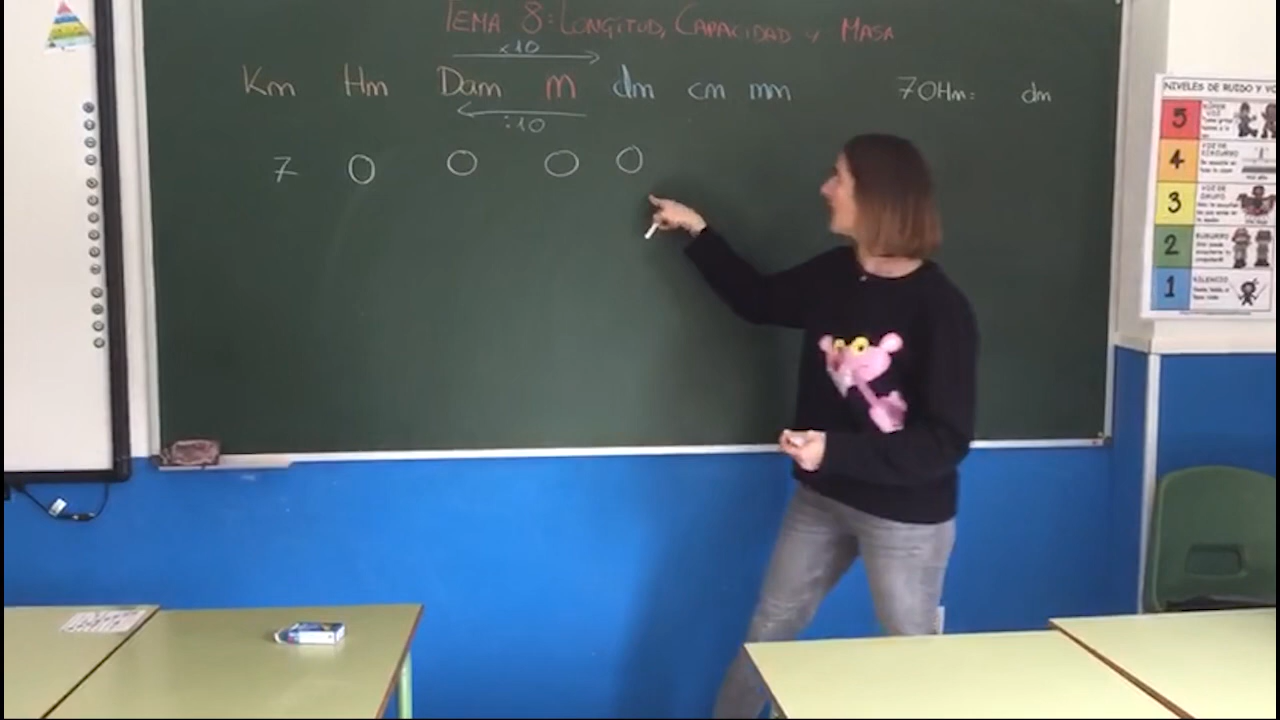 TEMA 8: LONGITUD, CAPACIDAD Y MASA
x10
Km Hm Dam m dm cm mm
:10
7 0 0 0 0
70Hm= dm
NIVELES DE RUIDO Y VO
5
4
3
2
1 SILENCIO